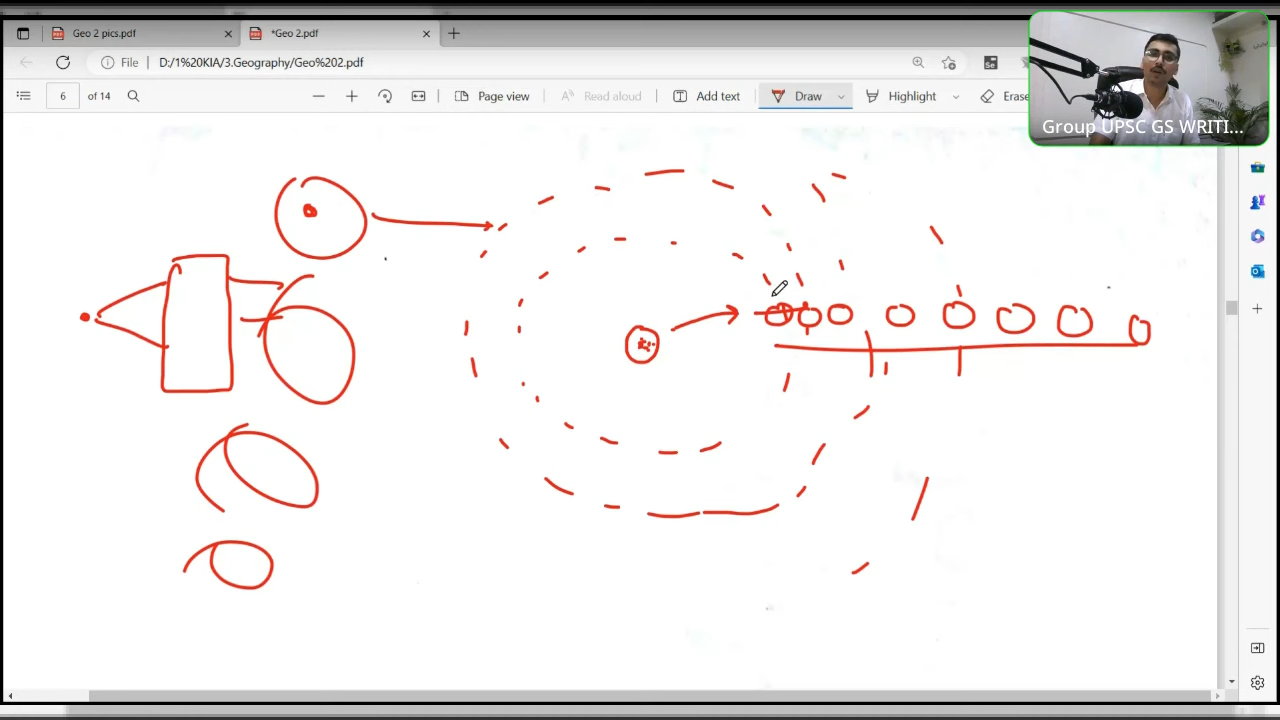 Geo 2 pics.pdf
*Geo 2.pdf
File
D:/1%20KIA/3.Geography/Geo%202.pdf
Se
6 of 14
Page view
Read aloud
Add text
Draw
Highlight
Erase
Group UPSC GS WRITI...